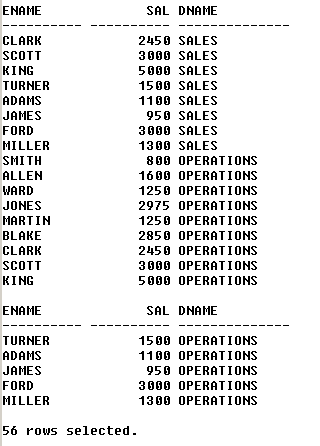 ENAME             SAL DNAME
---------- ---------- --------------
CLARK            2450 SALES
SCOTT            3000 SALES
KING             5000 SALES
TURNER           1500 SALES
ADAMS            1100 SALES
JAMES             950 SALES
FORD             3000 SALES
MILLER           1300 SALES
SMITH             800 OPERATIONS
ALLEN            1600 OPERATIONS
WARD             1250 OPERATIONS
JONES            2975 OPERATIONS
MARTIN           1250 OPERATIONS
BLAKE            2850 OPERATIONS
CLARK            2450 OPERATIONS
SCOTT            3000 OPERATIONS
KING             5000 OPERATIONS

ENAME             SAL DNAME
---------- ---------- --------------
TURNER           1500 OPERATIONS
ADAMS            1100 OPERATIONS
JAMES             950 OPERATIONS
FORD             3000 OPERATIONS
MILLER           1300 OPERATIONS

56 rows selected.